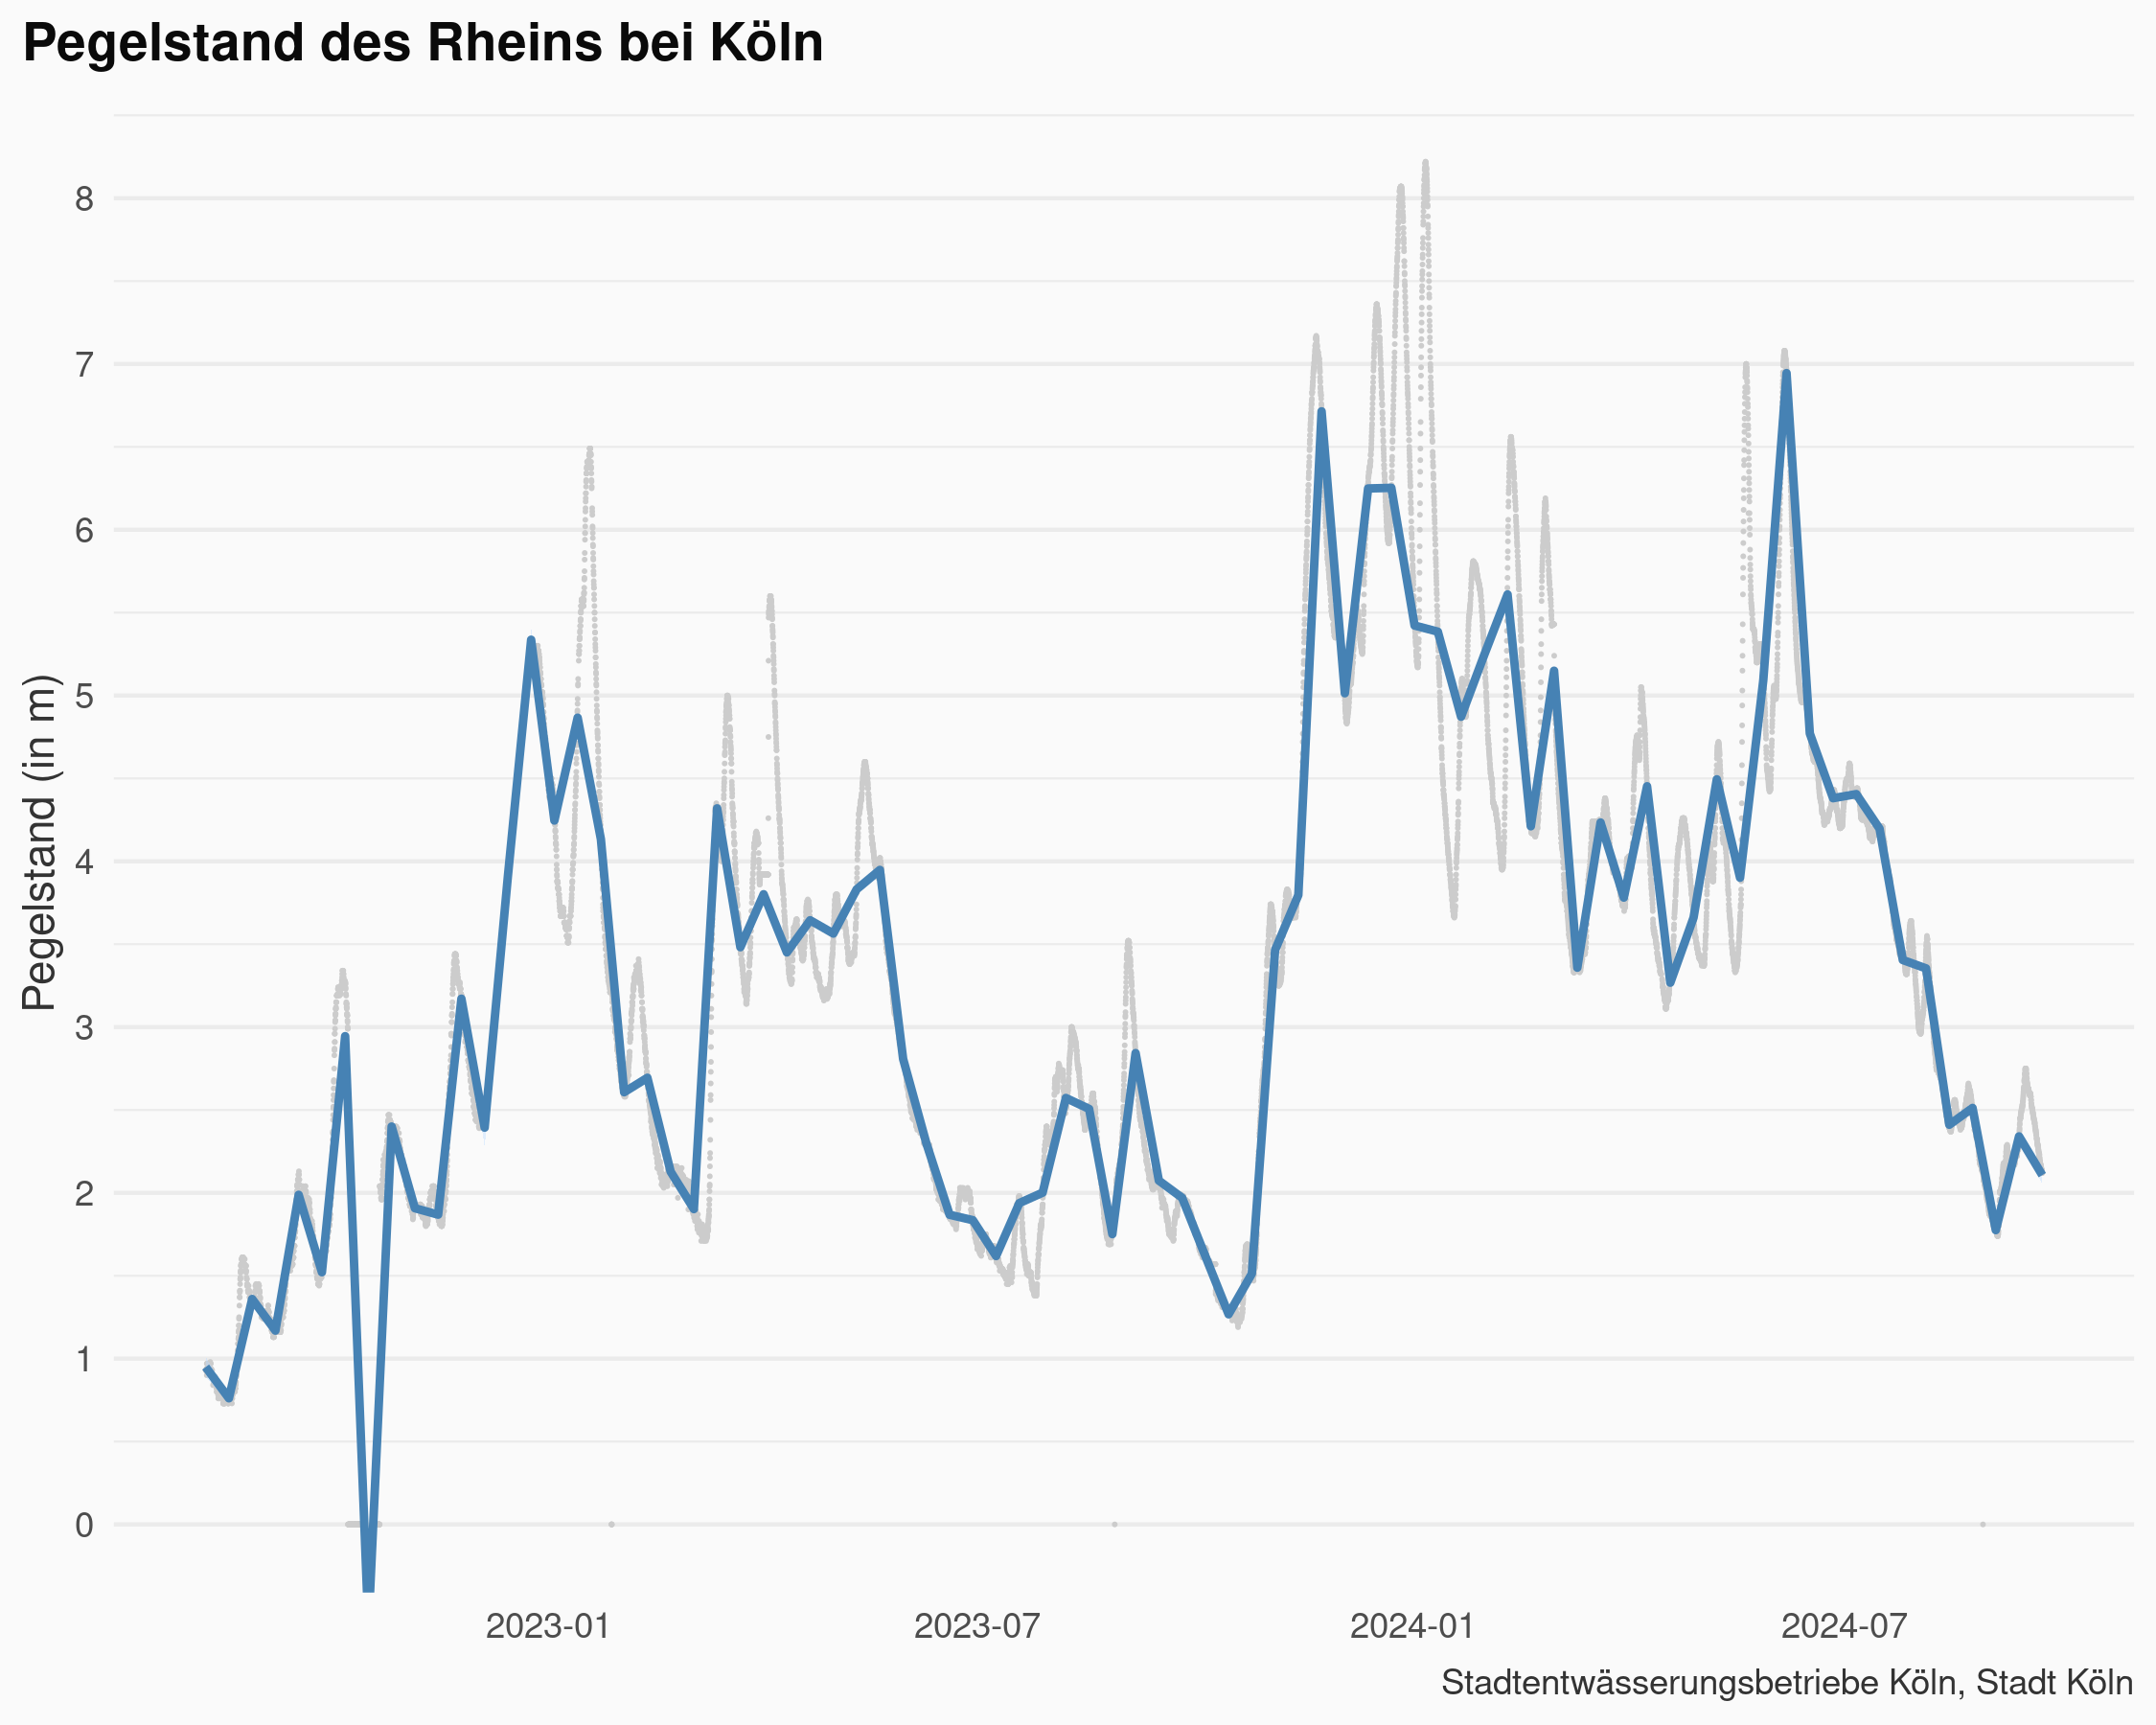 Pegelstand des Rheins bei Köln
Pegelstand (in m)
8
7
6
5
4
3
2
1
0
2023-01 2023-07 2024-01 2024-07
Stadtentwässerungsbetriebe Köln, Stadt Köln